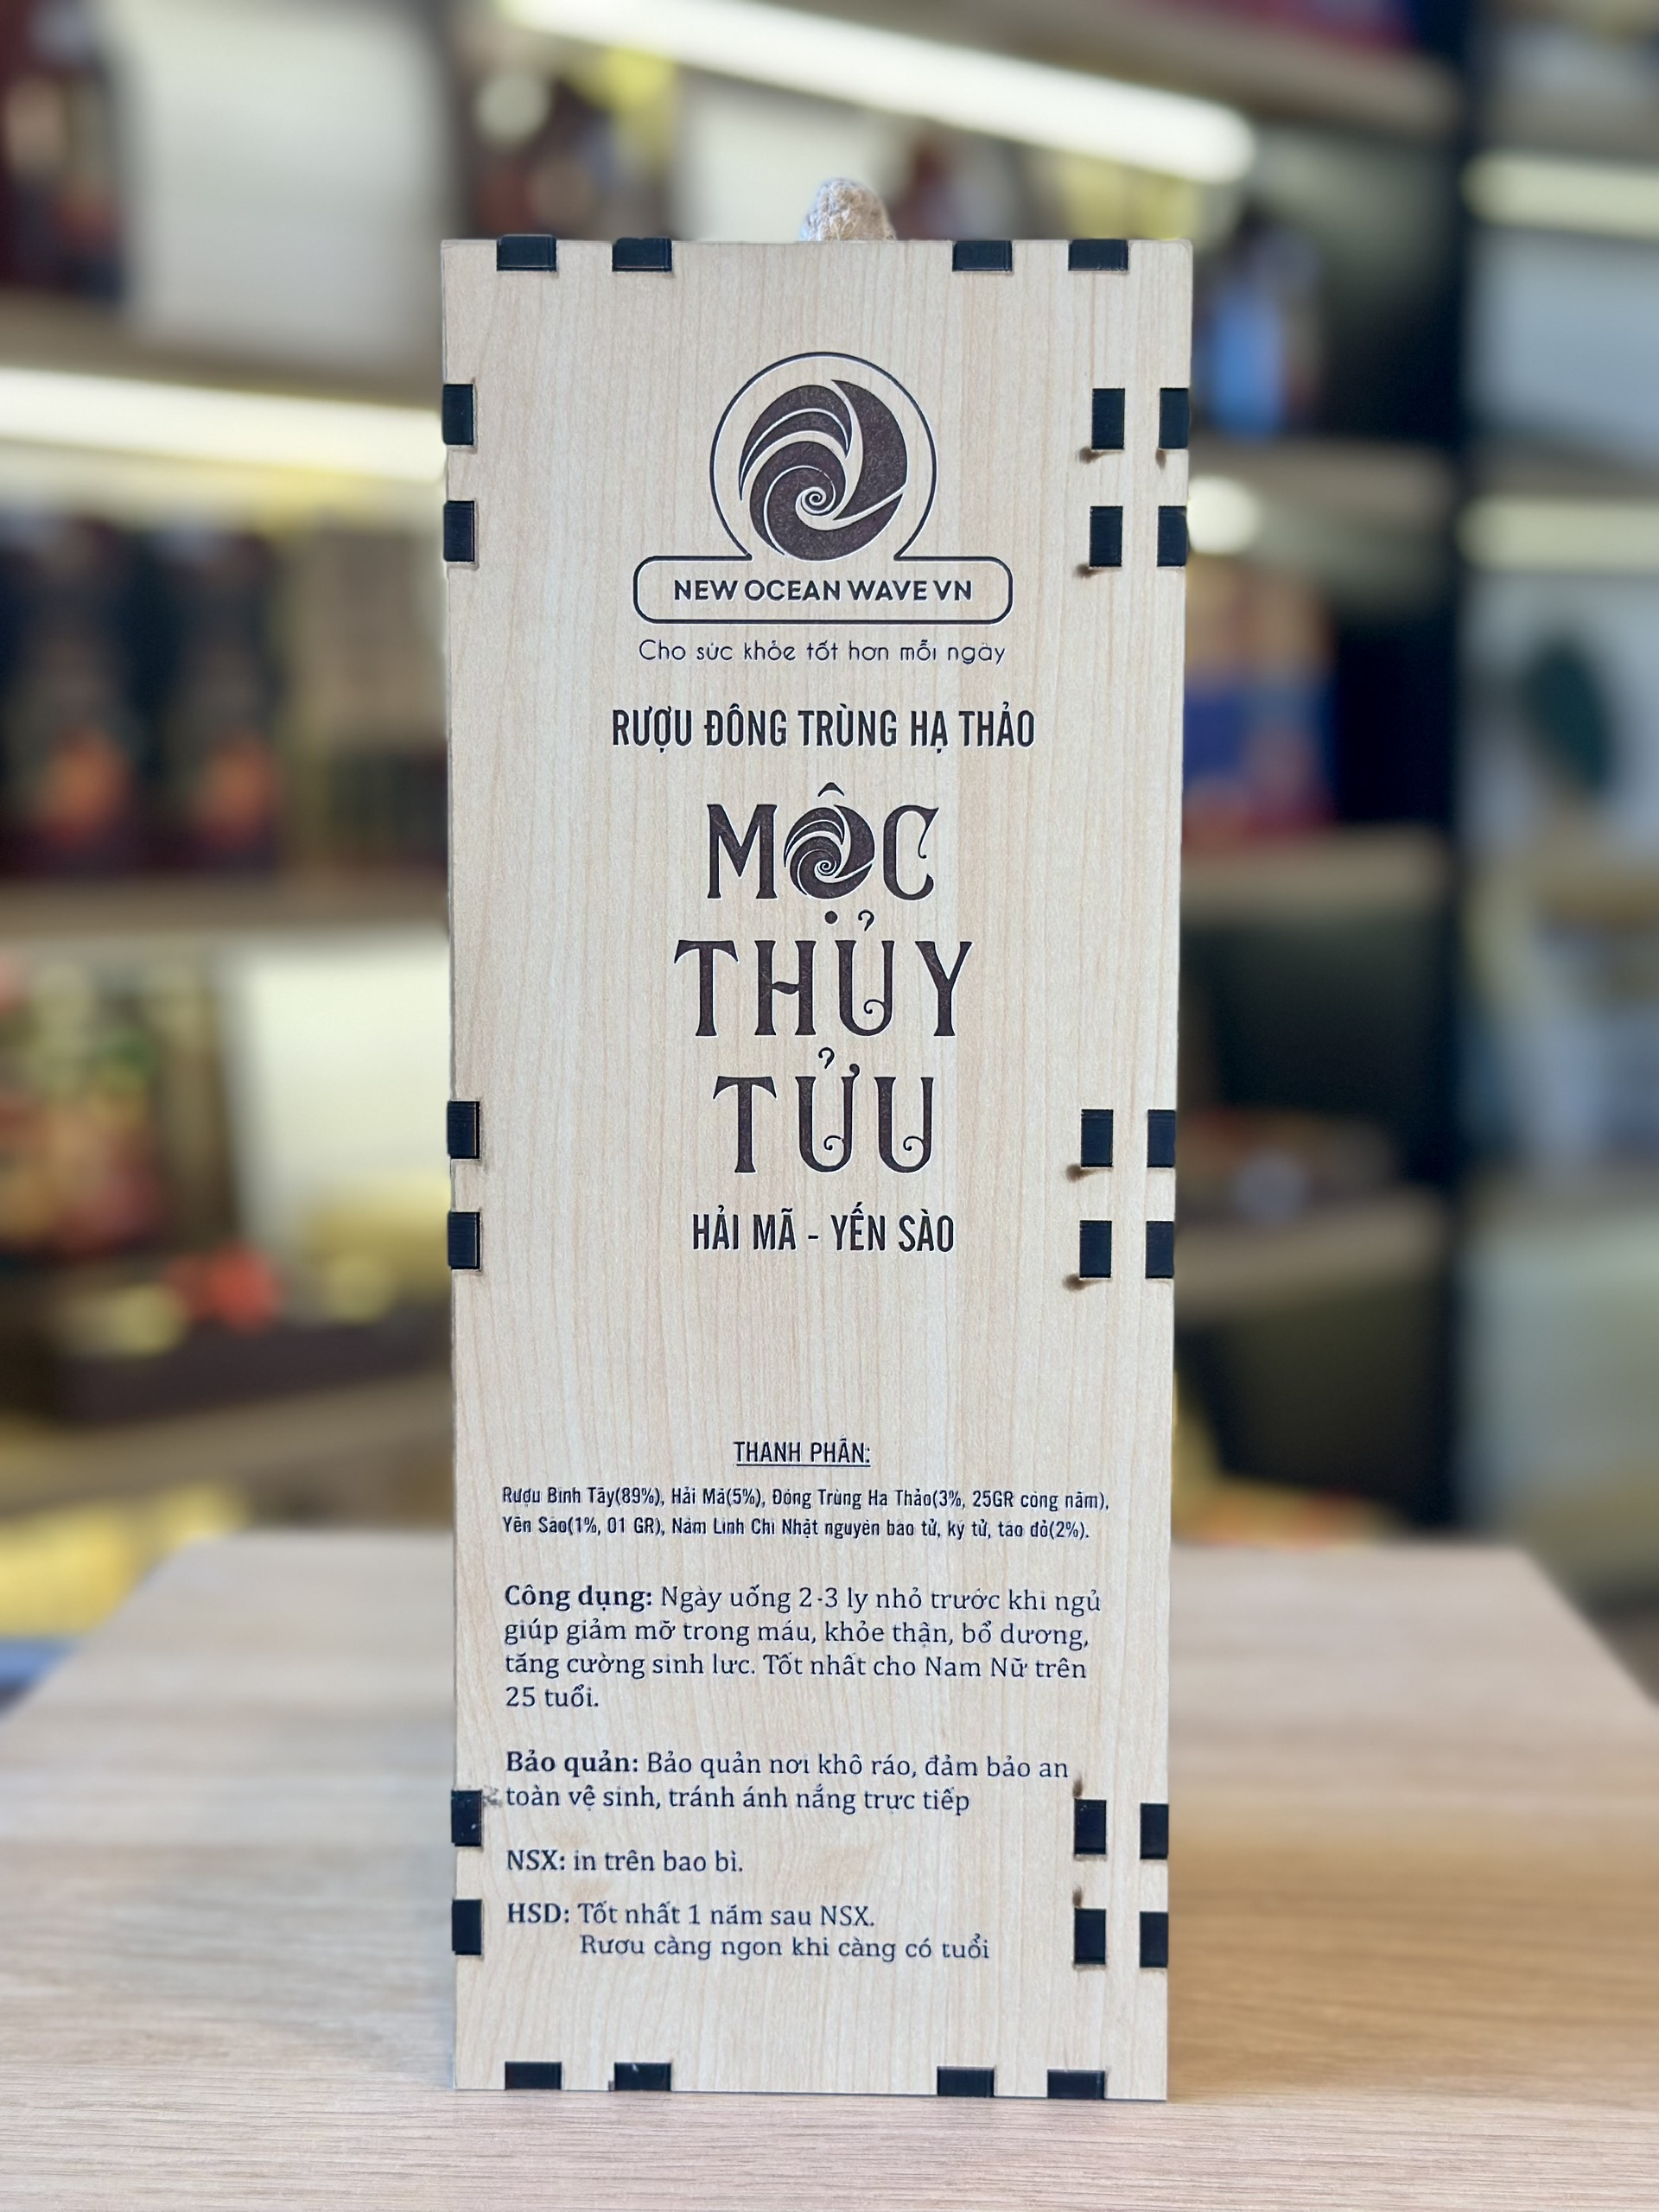 NEW OCEAN WAVE VN
Cho sức khỏe tốt hơn mỗi ngày
RƯỢU ĐÔNG TRÙNG HẠ THẢO
MỘC
THỦY
TỬU
HẢI MÃ - YẾN SÀO
THÀNH PHẦN:
Rượu Bình Tây(89%), Hải Mã(5%), Đông Trùng Hạ Thảo(3%, 25GR công nấm),
Yến Sào(1%, 01 GR), Nấm Linh Chi Nhật nguyên bào tử, kỷ tử, táo đỏ(2%).
Công dụng: Ngày uống 2-3 ly nhỏ trước khi ngủ
giúp giảm mỡ trong máu, khỏe thận, bổ dương,
tăng cường sinh lực. Tốt nhất cho Nam Nữ trên
25 tuổi.
Bảo quản: Bảo quản nơi khô ráo, đảm bảo an
toàn vệ sinh, tránh ánh nắng trực tiếp
NSX: in trên bao bì.
HSD: Tốt nhất 1 năm sau NSX.
Rượu càng ngon khi càng có tuổi